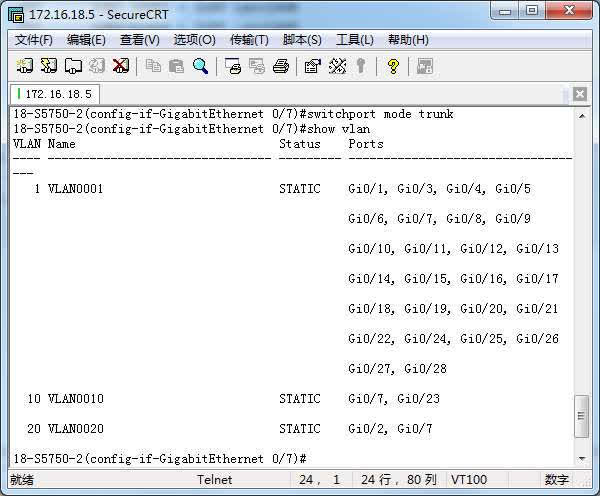 172.16.18.5 - SecureCRT
文件(F) 编辑(E) 查看(V) 选项(O) 传输(T) 脚本(S) 工具(L) 帮助(H)
172.16.18.5
18-S5750-2(config-if-GigabitEthernet 0/7)#switchport mode trunk
18-S5750-2(config-if-GigabitEthernet 0/7)#show vlan
VLAN Name Status Ports
---- -------------------------------- --------- -----------------------------------
1 VLAN0001 STATIC Gi0/1, Gi0/3, Gi0/4, Gi0/5
Gi0/6, Gi0/7, Gi0/8, Gi0/9
Gi0/10, Gi0/11, Gi0/12, Gi0/13
Gi0/14, Gi0/15, Gi0/16, Gi0/17
Gi0/18, Gi0/19, Gi0/20, Gi0/21
Gi0/22, Gi0/24, Gi0/25, Gi0/26
Gi0/27, Gi0/28
10 VLAN0010 STATIC Gi0/7, Gi0/23
20 VLAN0020 STATIC Gi0/2, Gi0/7
18-S5750-2(config-if-GigabitEthernet 0/7)#
就绪 Telnet 24, 1 24 行, 80 列 VT100 数字